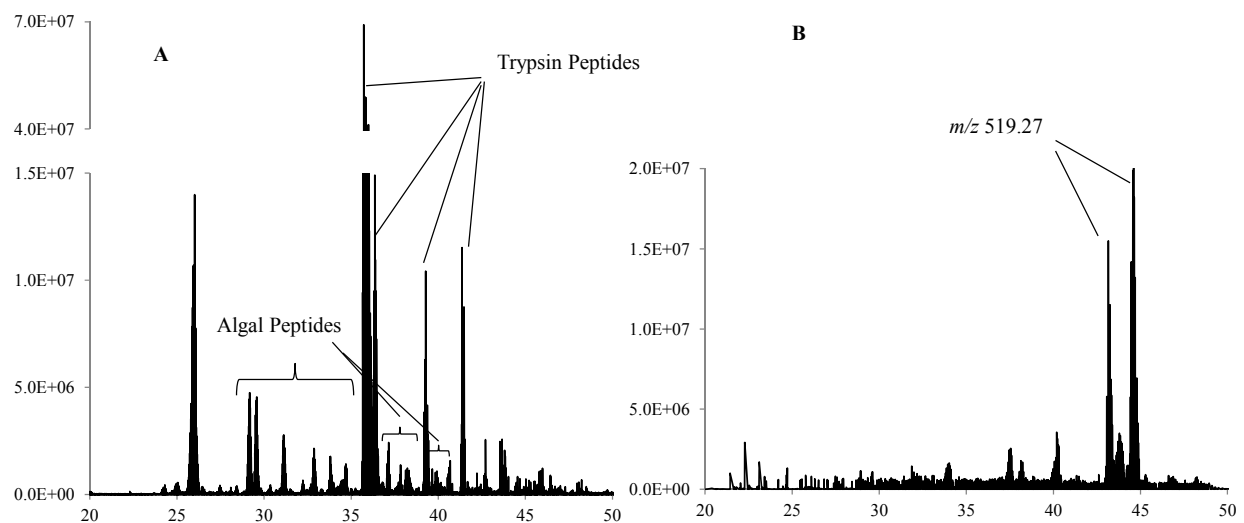 A
7.0E+07
4.0E+07
1.5E+07
1.0E+07
5.0E+06
0.0E+00
Trypsin Peptides
Algal Peptides
20 25 30 35 40 45 50
B
m/z 519.27
2.0E+07
1.5E+07
1.0E+07
5.0E+06
0.0E+00
20 25 30 35 40 45 50